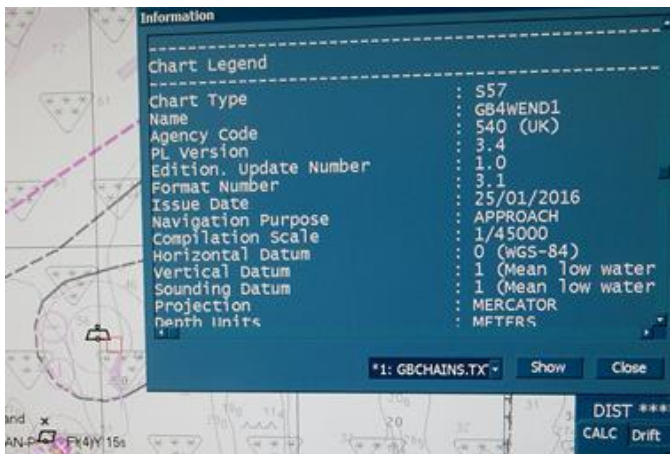 Information
Chart Legend
Chart Type : S57
Name : GB4WEND1
Agency Code : 540 (UK)
PL Version : 3.4
Edition. Update Number : 1.0
Format Number : 3.1
Issue Date : 25/01/2016
Navigation Purpose : APPROACH
Compilation Scale : 1/45000
Horizontal Datum : 0 (WGS-84)
Vertical Datum : 1 (Mean low water
Sounding Datum : 1 (Mean low water
Projection : MERCATOR
Depth Units : METERS
*1: GBCHAINS.TX
Show
Close
20
DIST ***
CALC Drift
and
AN-P Fl(4)Y 15s